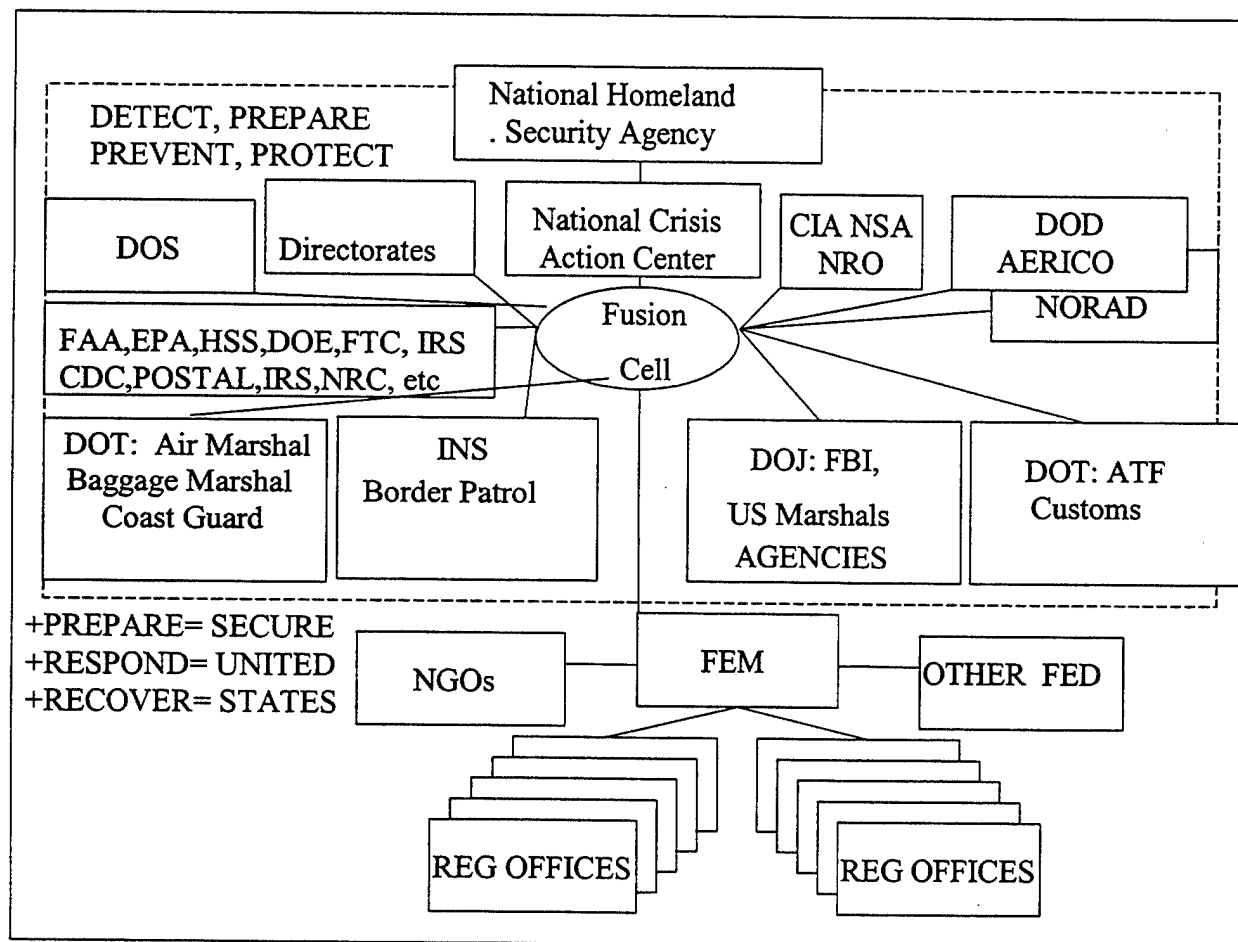 National Homeland
. Security Agency
DETECT, PREPARE
PREVENT, PROTECT
DOS
Directorates
National Crisis
Action Center
CIA NSA
NRO
DOD
AERICO
NORAD
Fusion
Cell
FAA,EPA,HSS,DOE,FTC, IRS
CDC,POSTAL,IRS,NRC, etc
DOT: Air Marshal
Baggage Marshal
Coast Guard
INS
Border Patrol
DOJ: FBI,
US Marshals
AGENCIES
DOT: ATF
Customs
+PREPARE= SECURE
+RESPOND= UNITED
+RECOVER= STATES
NGOs
FEM
OTHER FED
REG OFFICES
REG OFFICES